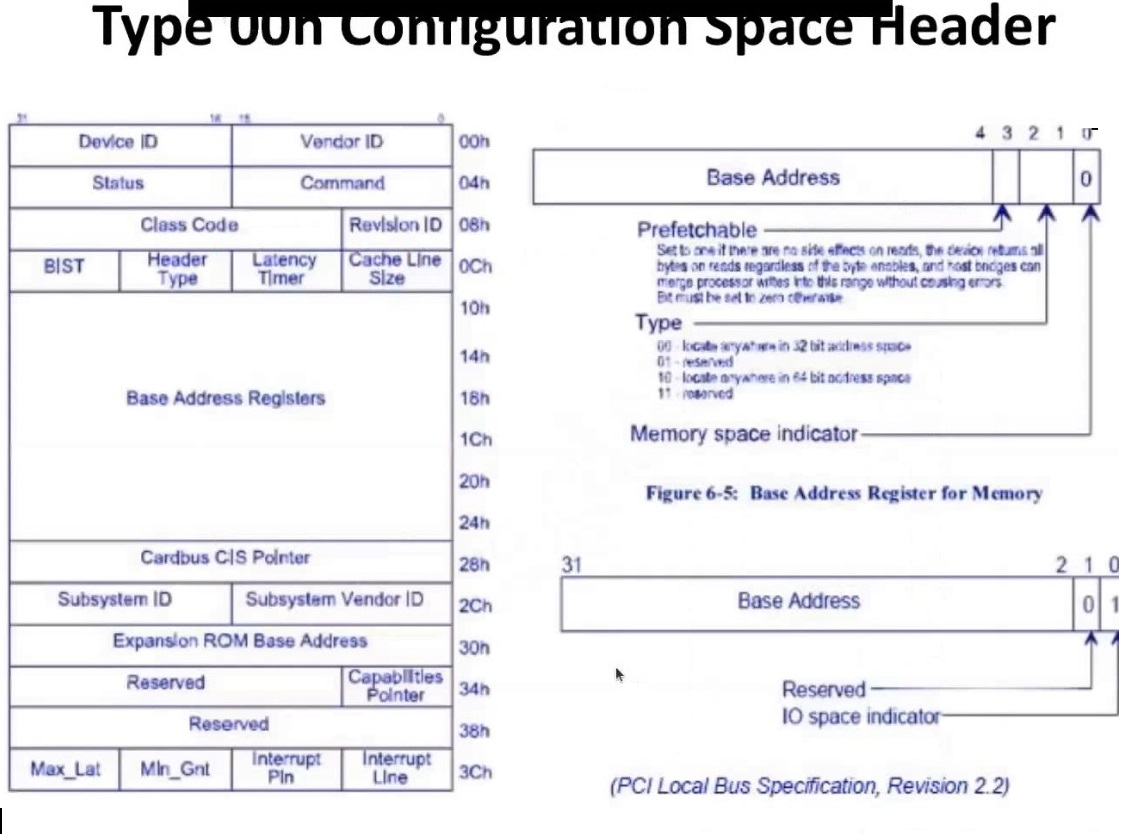 Type 00h Configuration Space Header
31 16 15 0
Device ID Vendor ID 00h
Status Command 04h
Class Code Revision ID 08h
BIST Header Type Latency Timer Cache Line Size 0Ch
10h
14h
Base Address Registers 18h
1Ch
20h
24h
Cardbus CIS Pointer 28h
Subsystem ID Subsystem Vendor ID 2Ch
Expansion ROM Base Address 30h
Reserved Capabilities Pointer 34h
Reserved 38h
Max_Lat Min_Gnt Interrupt Pin Interrupt Line 3Ch
4 3 2 1 0
Base Address 0
Prefetchable
Set to one if there are no side effects on reads, the device returns all
bytes on reads regardless of the byte enables, and host bridges can
merge processor writes into this range without causing errors.
Bit must be set to zero otherwise.
Type
00 - locate anywhere in 32 bit address space
01 - reserved
10 - locate anywhere in 64 bit address space
11 - reserved
Memory space indicator
Figure 6-5: Base Address Register for Memory
31 2 1 0
Base Address 0 1
Reserved
IO space indicator
(PCI Local Bus Specification, Revision 2.2)